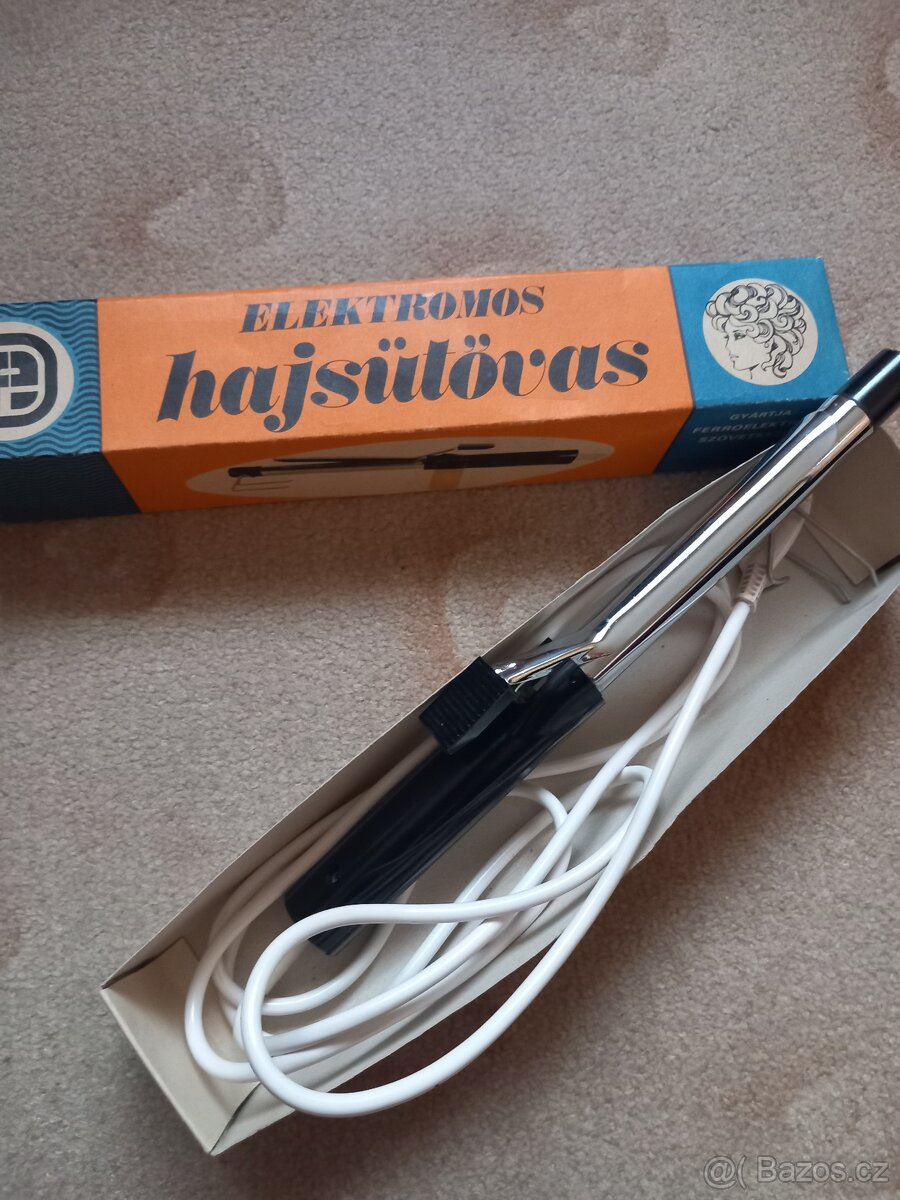 ELEKTROMOS
hajsütővas
GYÁRTJA
@( Bazos.cz